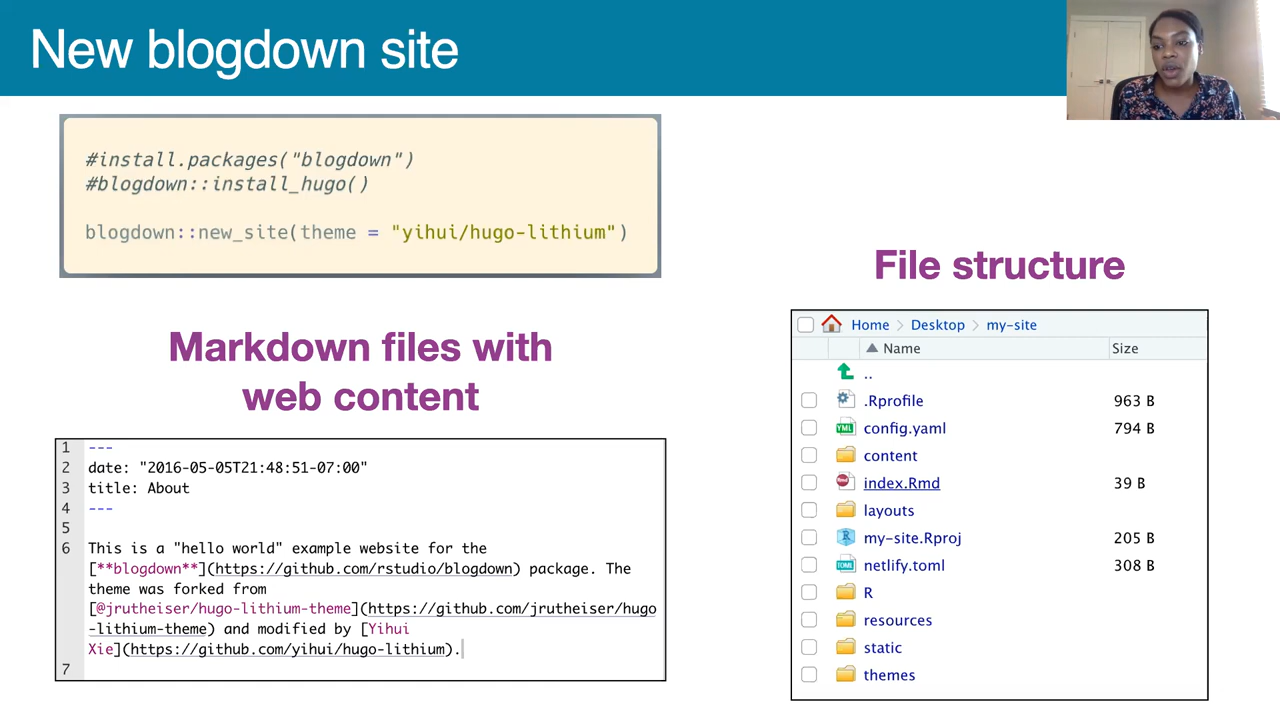 New blogdown site
#install.packages("blogdown")
#blogdown::install_hugo()
blogdown::new_site(theme = "yihui/hugo-lithium")
Markdown files with
web content
1 ---
2 date: "2016-05-05T21:48:51-07:00"
3 title: About
4 ---
5
6 This is a "hello world" example website for the
[**blogdown**](https://github.com/rstudio/blogdown) package. The
theme was forked from
[@jrutheiser/hugo-lithium-theme](https://github.com/jrutheiser/hugo
-lithium-theme) and modified by [Yihui
Xie](https://github.com/yihui/hugo-lithium).
7
File structure
Home > Desktop > my-site
Name Size
..
.Rprofile 963 B
YML config.yaml 794 B
content
Rmd index.Rmd 39 B
layouts
R my-site.Rproj 205 B
TOML netlify.toml 308 B
R
resources
static
themes